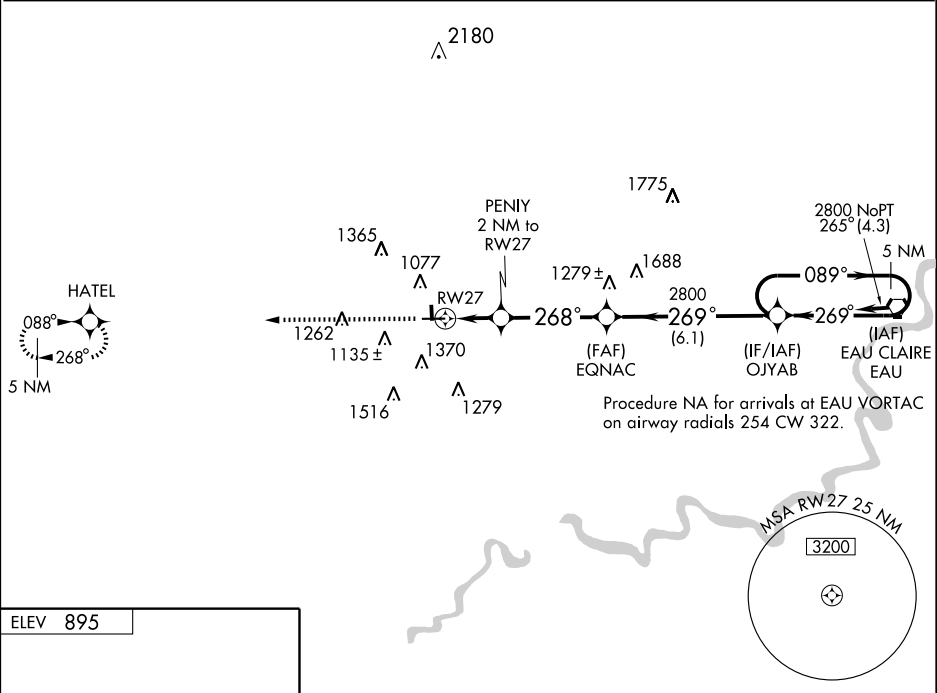 2180
1775
2800 NoPT
265° (4.3)
5 NM
PENIY
2 NM to
RW27
1365
1077
1279 ±
1688
089°
HATEL
RW27
2800
088°
1262
268°
269°
269°
(6.1)
268°
1135 ±
1370
(FAF)
EQNAC
(IF/IAF)
OJYAB
(IAF)
EAU CLAIRE
EAU
5 NM
1516
1279
Procedure NA for arrivals at EAU VORTAC
on airway radials 254 CW 322.
MSA RW27 25 NM
3200
ELEV 895